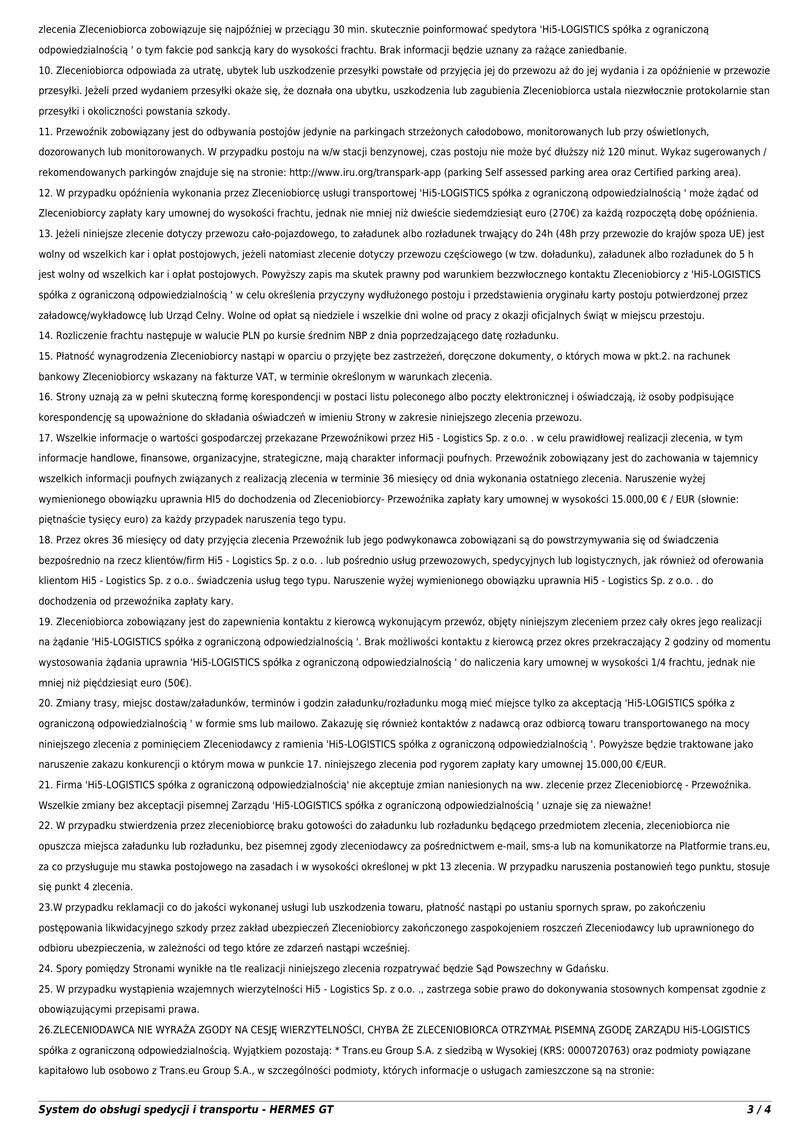 zlecenia Zleceniobiorca zobowiązuje się najpóźniej w przeciągu 30 min. skutecznie poinformować spedytora 'Hi5-LOGISTICS spółka z ograniczoną
odpowiedzialnością ' o tym fakcie pod sankcją kary do wysokości frachtu. Brak informacji będzie uznany za rażące zaniedbanie.
10. Zleceniobiorca odpowiada za utratę, ubytek lub uszkodzenie przesyłki powstałe od przyjęcia jej do przewozu aż do jej wydania i za opóźnienie w przewozie
przesyłki. Jeżeli przed wydaniem przesyłki okaże się, że doznała ona ubytku, uszkodzenia lub zagubienia Zleceniobiorca ustala niezwłocznie protokolarnie stan
przesyłki i okoliczności powstania szkody.
11. Przewoźnik zobowiązany jest do odbywania postojów jedynie na parkingach strzeżonych całodobowo, monitorowanych lub przy oświetlonych,
dozorowanych lub monitorowanych. W przypadku postoju na w/w stacji benzynowej, czas postoju nie może być dłuższy niż 120 minut. Wykaz sugerowanych /
rekomendowanych parkingów znajduje się na stronie: http://www.iru.org/transpark-app (parking Self assessed parking area oraz Certified parking area).
12. W przypadku opóźnienia wykonania przez Zleceniobiorcę usługi transportowej 'Hi5-LOGISTICS spółka z ograniczoną odpowiedzialnością ' może żądać od
Zleceniobiorcy zapłaty kary umownej do wysokości frachtu, jednak nie mniej niż dwieście siedemdziesiąt euro (270€) za każdą rozpoczętą dobę opóźnienia.
13. Jeżeli niniejsze zlecenie dotyczy przewozu cało-pojazdowego, to załadunek albo rozładunek trwający do 24h (48h przy przewozie do krajów spoza UE) jest
wolny od wszelkich kar i opłat postojowych, jeżeli natomiast zlecenie dotyczy przewozu częściowego (w tzw. doładunku), załadunek albo rozładunek do 5 h
jest wolny od wszelkich kar i opłat postojowych. Powyższy zapis ma skutek prawny pod warunkiem bezzwłocznego kontaktu Zleceniobiorcy z 'Hi5-LOGISTICS
spółka z ograniczoną odpowiedzialnością ' w celu określenia przyczyny wydłużonego postoju i przedstawienia oryginału karty postoju potwierdzonej przez
załadowcę/wykładowcę lub Urząd Celny. Wolne od opłat są niedziele i wszelkie dni wolne od pracy z okazji oficjalnych świąt w miejscu przestoju.
14. Rozliczenie frachtu następuje w walucie PLN po kursie średnim NBP z dnia poprzedzającego datę rozładunku.
15. Płatność wynagrodzenia Zleceniobiorcy nastąpi w oparciu o przyjęte bez zastrzeżeń, doręczone dokumenty, o których mowa w pkt.2. na rachunek
bankowy Zleceniobiorcy wskazany na fakturze VAT, w terminie określonym w warunkach zlecenia.
16. Strony uznają za w pełni skuteczną formę korespondencji w postaci listu poleconego albo poczty elektronicznej i oświadczają, iż osoby podpisujące
korespondencję są upoważnione do składania oświadczeń w imieniu Strony w zakresie niniejszego zlecenia przewozu.
17. Wszelkie informacje o wartości gospodarczej przekazane Przewoźnikowi przez Hi5 - Logistics Sp. z o.o. . w celu prawidłowej realizacji zlecenia, w tym
informacje handlowe, finansowe, organizacyjne, strategiczne, mają charakter informacji poufnych. Przewoźnik zobowiązany jest do zachowania w tajemnicy
wszelkich informacji poufnych związanych z realizacją zlecenia w terminie 36 miesięcy od dnia wykonania ostatniego zlecenia. Naruszenie wyżej
wymienionego obowiązku uprawnia HI5 do dochodzenia od Zleceniobiorcy- Przewoźnika zapłaty kary umownej w wysokości 15.000,00 € / EUR (słownie:
piętnaście tysięcy euro) za każdy przypadek naruszenia tego typu.
18. Przez okres 36 miesięcy od daty przyjęcia zlecenia Przewoźnik lub jego podwykonawca zobowiązani są do powstrzymywania się od świadczenia
bezpośrednio na rzecz klientów/firm Hi5 - Logistics Sp. z o.o. . lub pośrednio usług przewozowych, spedycyjnych lub logistycznych, jak również od oferowania
klientom Hi5 - Logistics Sp. z o.o.. świadczenia usług tego typu. Naruszenie wyżej wymienionego obowiązku uprawnia Hi5 - Logistics Sp. z o.o. . do
dochodzenia od przewoźnika zapłaty kary.
19. Zleceniobiorca zobowiązany jest do zapewnienia kontaktu z kierowcą wykonującym przewóz, objęty niniejszym zleceniem przez cały okres jego realizacji
na żądanie 'Hi5-LOGISTICS spółka z ograniczoną odpowiedzialnością '. Brak możliwości kontaktu z kierowcą przez okres przekraczający 2 godziny od momentu
wystosowania żądania uprawnia 'Hi5-LOGISTICS spółka z ograniczoną odpowiedzialnością ' do naliczenia kary umownej w wysokości 1/4 frachtu, jednak nie
mniej niż pięćdziesiąt euro (50€).
20. Zmiany trasy, miejsc dostaw/załadunków, terminów i godzin załadunku/rozładunku mogą mieć miejsce tylko za akceptacją 'Hi5-LOGISTICS spółka z
ograniczoną odpowiedzialnością ' w formie sms lub mailowo. Zakazuję się również kontaktów z nadawcą oraz odbiorcą towaru transportowanego na mocy
niniejszego zlecenia z pominięciem Zleceniodawcy z ramienia 'Hi5-LOGISTICS spółka z ograniczoną odpowiedzialnością '. Powyższe będzie traktowane jako
naruszenie zakazu konkurencji o którym mowa w punkcie 17. niniejszego zlecenia pod rygorem zapłaty kary umownej 15.000,00 €/EUR.
21. Firma 'Hi5-LOGISTICS spółka z ograniczoną odpowiedzialnością' nie akceptuje zmian naniesionych na ww. zlecenie przez Zleceniobiorcę - Przewoźnika.
Wszelkie zmiany bez akceptacji pisemnej Zarządu 'Hi5-LOGISTICS spółka z ograniczoną odpowiedzialnością ' uznaje się za nieważne!
22. W przypadku stwierdzenia przez zleceniobiorcę braku gotowości do załadunku lub rozładunku będącego przedmiotem zlecenia, zleceniobiorca nie
opuszcza miejsca załadunku lub rozładunku, bez pisemnej zgody zleceniodawcy za pośrednictwem e-mail, sms-a lub na komunikatorze na Platformie trans.eu,
za co przysługuje mu stawka postojowego na zasadach i w wysokości określonej w pkt 13 zlecenia. W przypadku naruszenia postanowień tego punktu, stosuje
się punkt 4 zlecenia.
23.W przypadku reklamacji co do jakości wykonanej usługi lub uszkodzenia towaru, płatność nastąpi po ustaniu spornych spraw, po zakończeniu
postępowania likwidacyjnego szkody przez zakład ubezpieczeń Zleceniobiorcy zakończonego zaspokojeniem roszczeń Zleceniodawcy lub uprawnionego do
odbioru ubezpieczenia, w zależności od tego które ze zdarzeń nastąpi wcześniej.
24. Spory pomiędzy Stronami wynikłe na tle realizacji niniejszego zlecenia rozpatrywać będzie Sąd Powszechny w Gdańsku.
25. W przypadku wystąpienia wzajemnych wierzytelności Hi5 - Logistics Sp. z o.o. ., zastrzega sobie prawo do dokonywania stosownych kompensat zgodnie z
obowiązującymi przepisami prawa.
26.ZLECENIODAWCA NIE WYRAŻA ZGODY NA CESJĘ WIERZYTELNOŚCI, CHYBA ŻE ZLECENIOBIORCA OTRZYMAŁ PISEMNĄ ZGODĘ ZARZĄDU Hi5-LOGISTICS
spółka z ograniczoną odpowiedzialnością. Wyjątkiem pozostają: * Trans.eu Group S.A. z siedzibą w Wysokiej (KRS: 0000720763) oraz podmioty powiązane
kapitałowo lub osobowo z Trans.eu Group S.A., w szczególności podmioty, których informacje o usługach zamieszczone są na stronie:
System do obsługi spedycji i transportu - HERMES GT 3 / 4